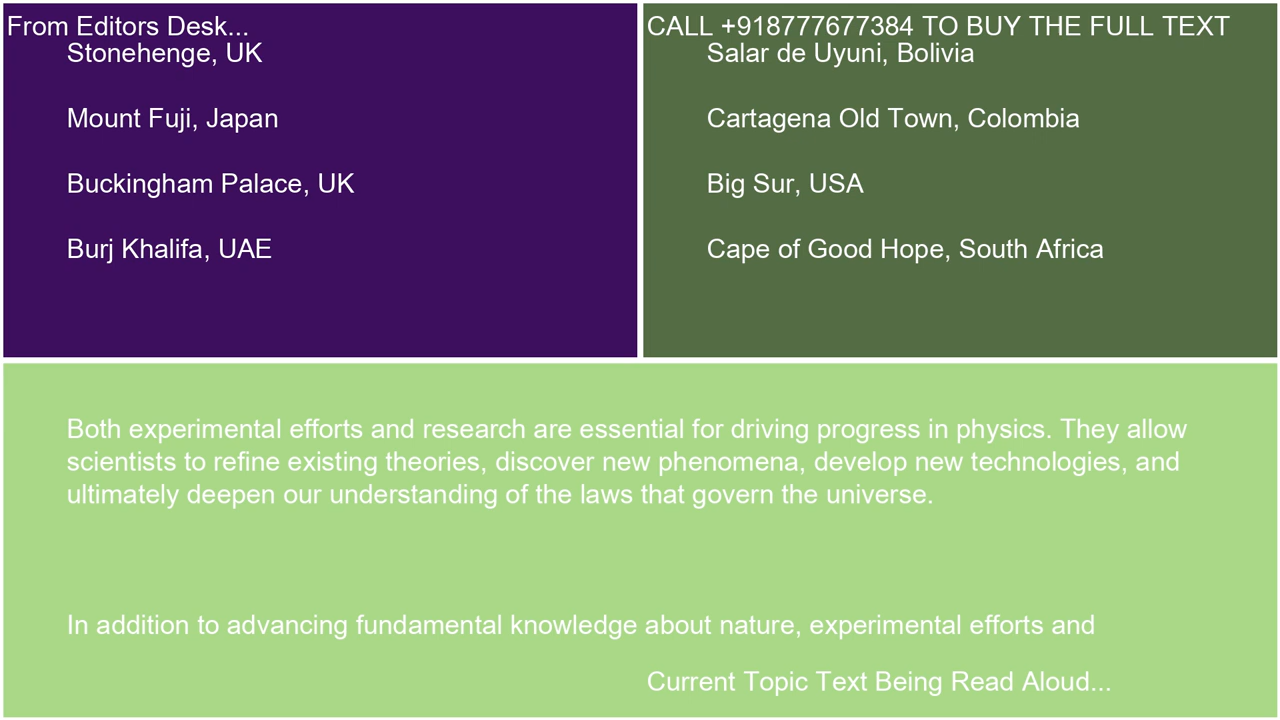 From Editors Desk...
Stonehenge, UK
Mount Fuji, Japan
Buckingham Palace, UK
Burj Khalifa, UAE
CALL +918777677384 TO BUY THE FULL TEXT
Salar de Uyuni, Bolivia
Cartagena Old Town, Colombia
Big Sur, USA
Cape of Good Hope, South Africa
Both experimental efforts and research are essential for driving progress in physics. They allow
scientists to refine existing theories, discover new phenomena, develop new technologies, and
ultimately deepen our understanding of the laws that govern the universe.
In addition to advancing fundamental knowledge about nature, experimental efforts and
Current Topic Text Being Read Aloud...